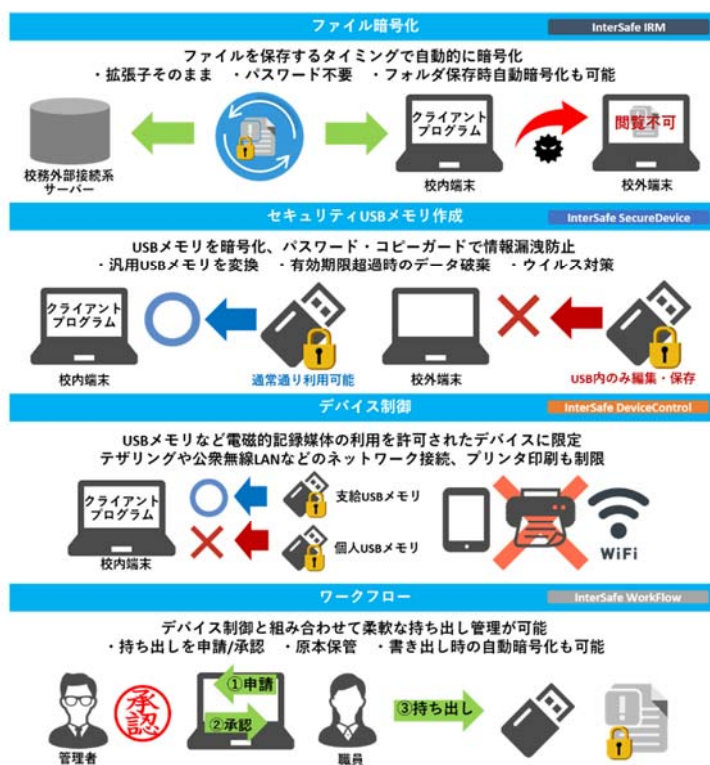 ファイル暗号化
InterSafe IRM
ファイルを保存するタイミングで自動的に暗号化
・拡張子そのまま ・パスワード不要 ・フォルダ保存時自動暗号化も可能
校務外部接続系
サーバー
クライアント
プログラム
校内端末
閲覧不可
校外端末
セキュリティUSBメモリ作成
InterSafe SecureDevice
USBメモリを暗号化、パスワード・コピーガードで情報漏洩防止
・汎用USBメモリを変換 ・有効期限超過時のデータ破棄 ・ウイルス対策
クライアント
プログラム
校内端末
通常通り利用可能
校外端末
USB内のみ編集・保存
デバイス制御
InterSafe DeviceControl
USBメモリなど電磁的記録媒体の利用を許可されたデバイスに限定
テザリングや公衆無線LANなどのネットワーク接続、プリンタ印刷も制限
クライアント
プログラム
校内端末
支給USBメモリ
個人USBメモリ
WiFi
ワークフロー
InterSafe WorkFlow
デバイス制御と組み合わせて柔軟な持ち出し管理が可能
・持ち出しを申請/承認 ・原本保管 ・書き出し時の自動暗号化も可能
管理者
承認
①申請
②承認
職員
③持ち出し